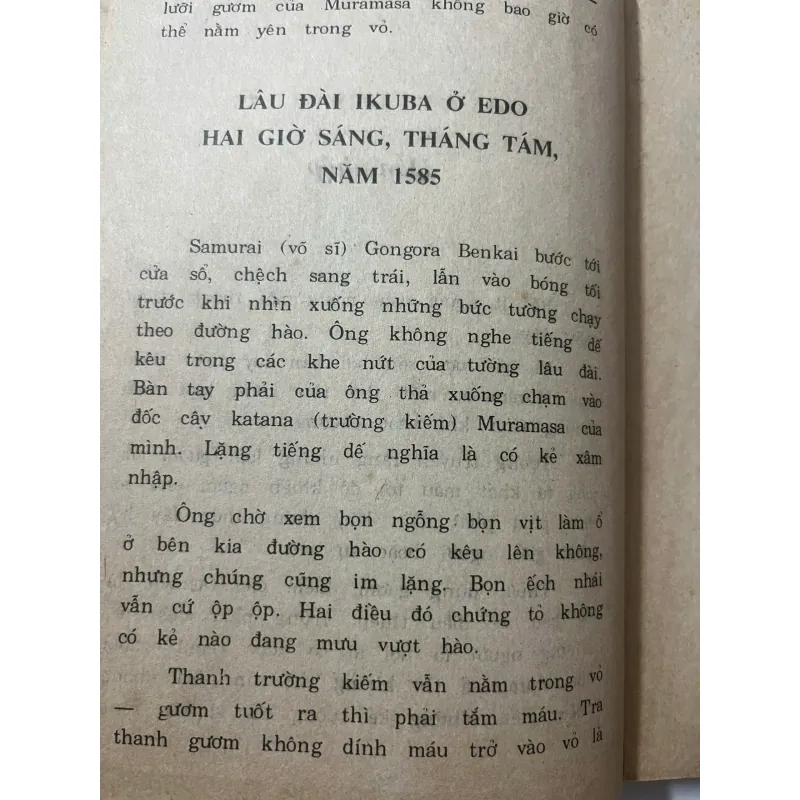 lưỡi gươm của Muramasa không bao giờ có
thể nằm yên trong vỏ.
LÂU ĐÀI IKUBA Ở EDO
HAI GIỜ SÁNG, THÁNG TÁM,
NĂM 1585
Samurai (võ sĩ) Gongora Benkai bước tới
cửa sổ, chệch sang trái, lẫn vào bóng tối
trước khi nhìn xuống những bức tường chạy
theo đường hào. Ông không nghe tiếng dế
kêu trong các khe nứt của tường lâu đài.
Bàn tay phải của ông thả xuống chạm vào
đốc cây katana (trường kiếm) Muramasa của
mình. Lặng tiếng dế nghĩa là có kẻ xâm
nhập.
Ông chờ xem bọn ngỗng bọn vịt làm ổ
ở bên kia đường hào có kêu lên không,
nhưng chúng cũng im lặng. Bọn ếch nhái
vẫn cứ ộp ộp. Hai điều đó chứng tỏ không
có kẻ nào đang mưu vượt hào.
Thanh trường kiếm vẫn nằm trong vỏ
— gươm tuốt ra thì phải tắm máu. Tra
thanh gươm không dính máu trở vào vỏ là